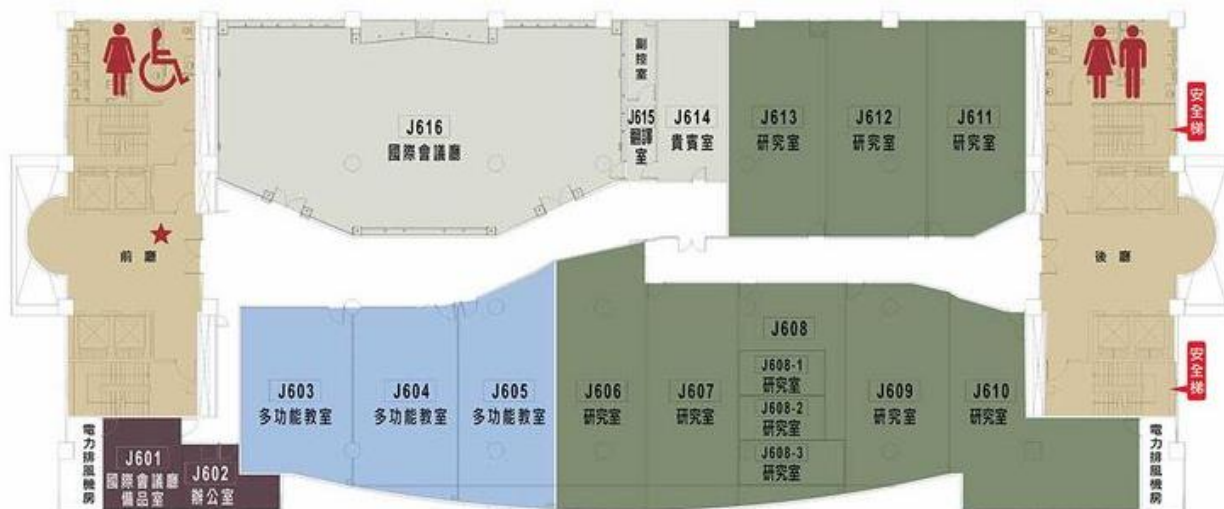 J616
國際會議廳
副控室
J615
翻譯
室
J614
貴賓室
J613
研究室
J612
研究室
J611
研究室
安全梯
前廳
後廳
J603
多功能教室
J604
多功能教室
J605
多功能教室
J606
研究室
J607
研究室
J608
J608-1
研究室
J608-2
研究室
J608-3
研究室
J609
研究室
J610
研究室
安全梯
電力排風機房
J601
國際會議廳
備品室
J602
辦公室
電力排風機房